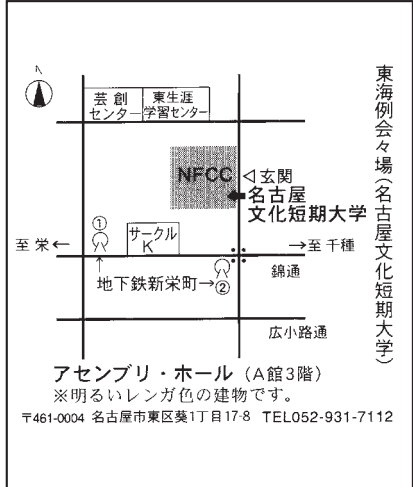 東海例会々場(名古屋文化短期大学)
N
芸創
センター
東生涯
学習センター
NFCC
◁玄関
名古屋
文化短期大学
①
サークル
K
至 栄←
→至 千種
錦通
地下鉄新栄町→②
広小路通
アセンブリ・ホール(A館3階)
※明るいレンガ色の建物です。
〒461-0004 名古屋市東区葵1丁目17-8 TEL052-931-7112